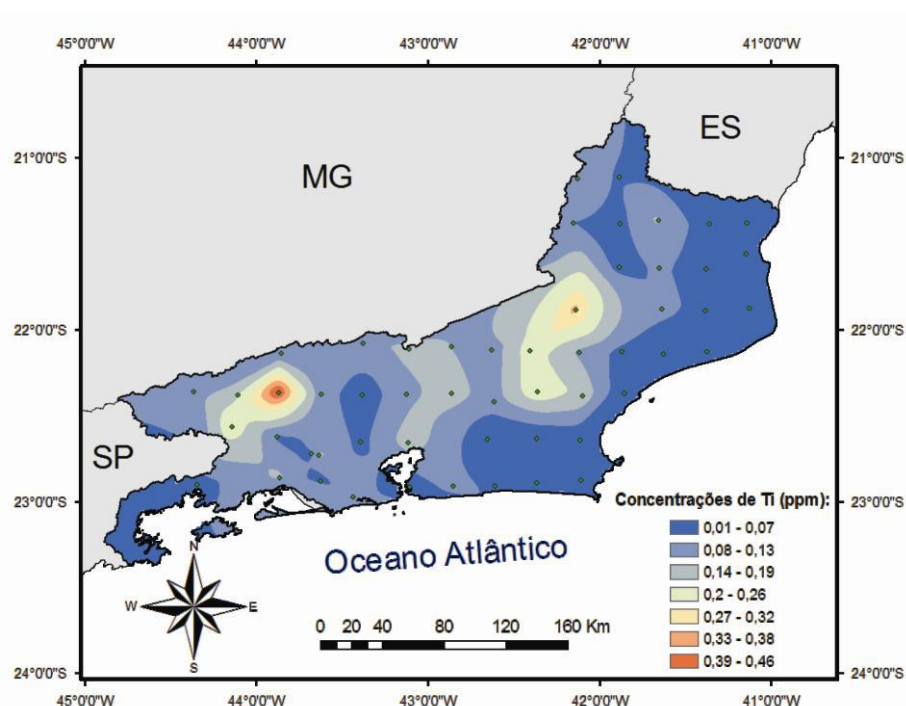 45°0'0"W 44°0'0"W 43°0'0"W 42°0'0"W 41°0'0"W
ES
MG
21°0'0"S 21°0'0"S
22°0'0"S 22°0'0"S
SP
23°0'0"S 23°0'0"S
Concentrações de Ti (ppm):
0,01 - 0,07
0,08 - 0,13
0,14 - 0,19
0,2 - 0,26
0,27 - 0,32
0,33 - 0,38
0,39 - 0,46
Oceano Atlântico
N
W E
S
0 20 40 80 120 160 Km
24°0'0"S 24°0'0"S
45°0'0"W 44°0'0"W 43°0'0"W 42°0'0"W 41°0'0"W